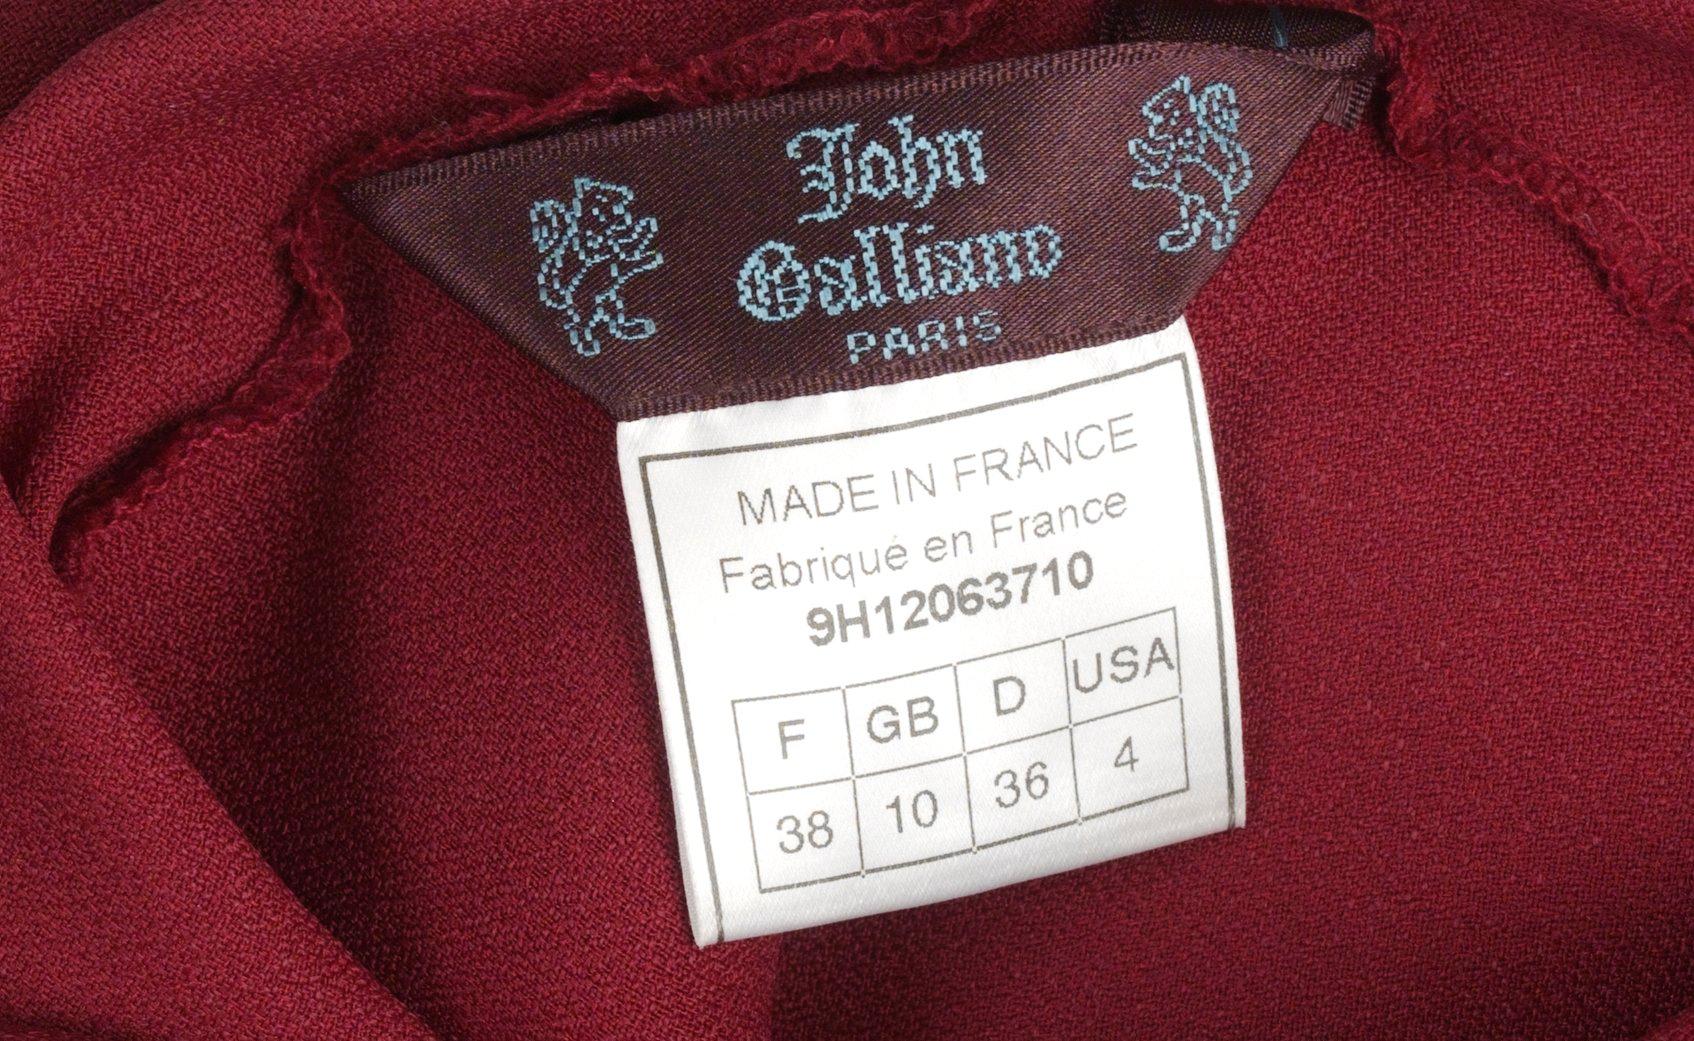 John
Galliano
PARIS
MADE IN FRANCE
Fabriqué en France
9H12063710
F GB D USA
38 10 36 4